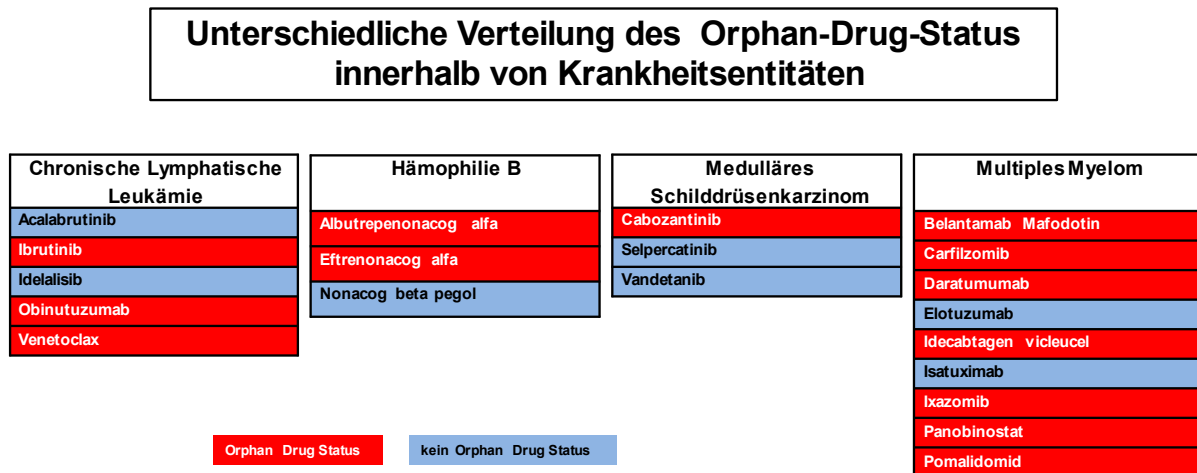 Unterschiedliche Verteilung des Orphan-Drug-Status
innerhalb von Krankheitsentitäten
Chronische Lymphatische
Leukämie
Acalabrutinib
Ibrutinib
Idelalisib
Obinutuzumab
Venetoclax
Hämophilie B
Albutrepenonacog alfa
Eftrenonacog alfa
Nonacog beta pegol
Medulläres
Schilddrüsenkarzinom
Cabozantinib
Selpercatinib
Vandetanib
Multiples Myelom
Belantamab Mafodotin
Carfilzomib
Daratumumab
Elotuzumab
Idecabtagen vicleucel
Isatuximab
Ixazomib
Panobinostat
Pomalidomid
Orphan Drug Status
kein Orphan Drug Status